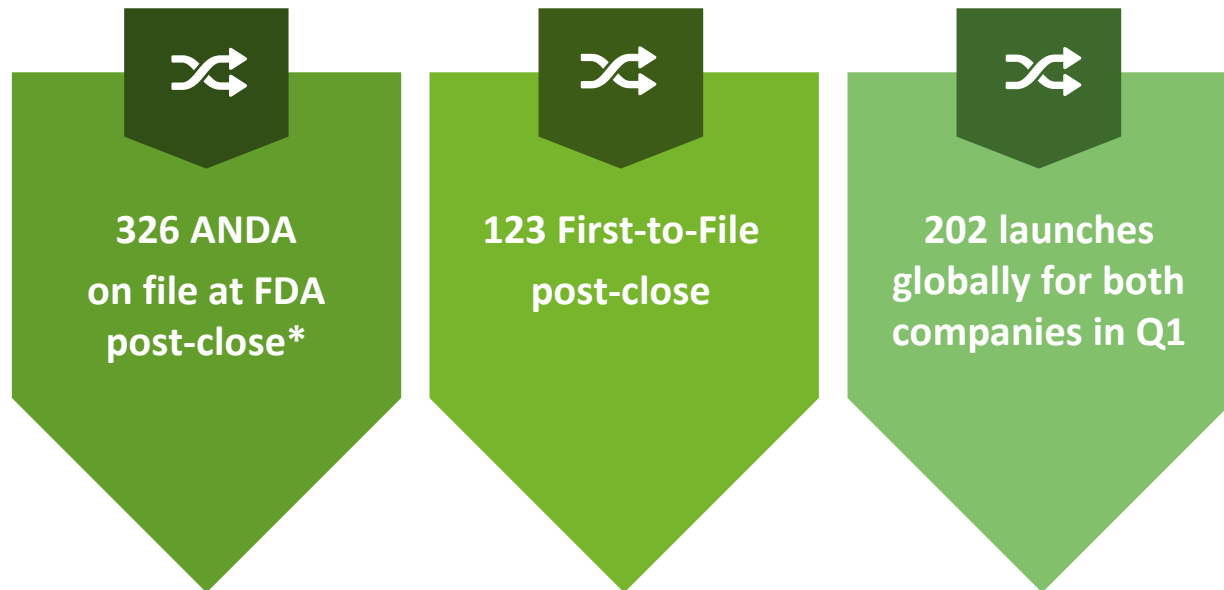 326 ANDA
on file at FDA
post-close*
123 First-to-File
post-close
202 launches
globally for both
companies in Q1